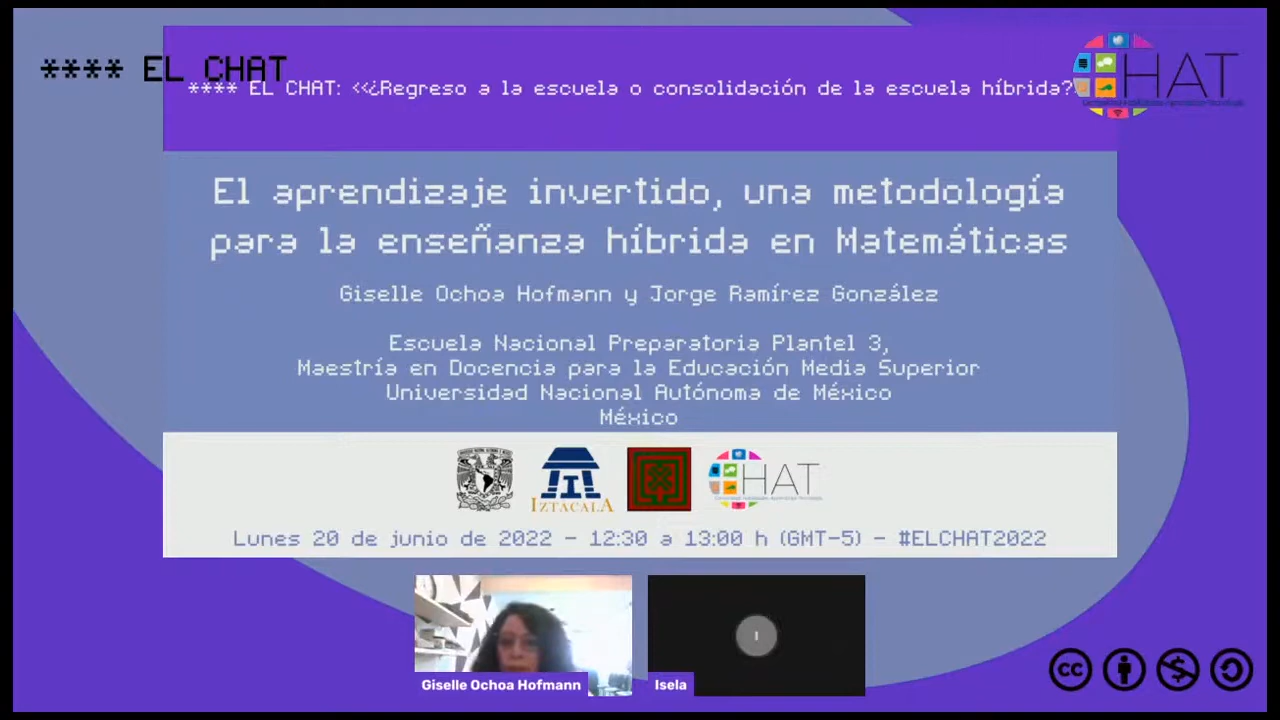 **** EL CHAT
**** EL CHAT: <<¿Regreso a la escuela o consolidación de la escuela híbrida?
HAT
El aprendizaje invertido, una metodología
para la enseñanza híbrida en Matemáticas
Giselle Ochoa Hofmann y Jorge Ramírez González
Escuela Nacional Preparatoria Plantel 3,
Maestría en Docencia para la Educación Media Superior
Universidad Nacional Autónoma de México
México
IZTACALA
HAT
Lunes 20 de junio de 2022 – 12:30 a 13:00 h (GMT-5) – #ELCHAT2022
I
Giselle Ochoa Hofmann
Isela
cc